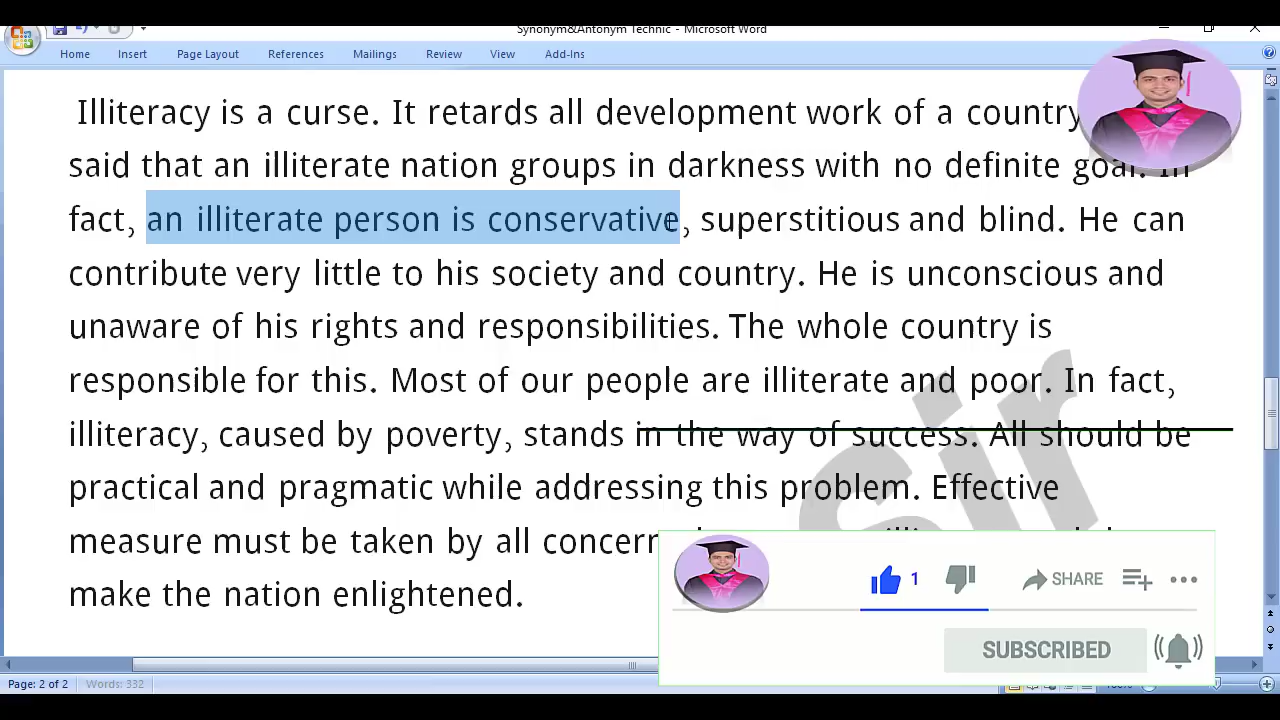 Synonym&Antonym Technic - Microsoft Word
Home Insert Page Layout References Mailings Review View Add-Ins
Illiteracy is a curse. It retards all development work of a country
said that an illiterate nation groups in darkness with no definite goal. In
fact, an illiterate person is conservative, superstitious and blind. He can
contribute very little to his society and country. He is unconscious and
unaware of his rights and responsibilities. The whole country is
responsible for this. Most of our people are illiterate and poor. In fact,
illiteracy, caused by poverty, stands in the way of success. All should be
practical and pragmatic while addressing this problem. Effective
measure must be taken by all
make the nation enlightened.
Sir
1 SHARE
SUBSCRIBED
Page: 2 of 2 Words: 332